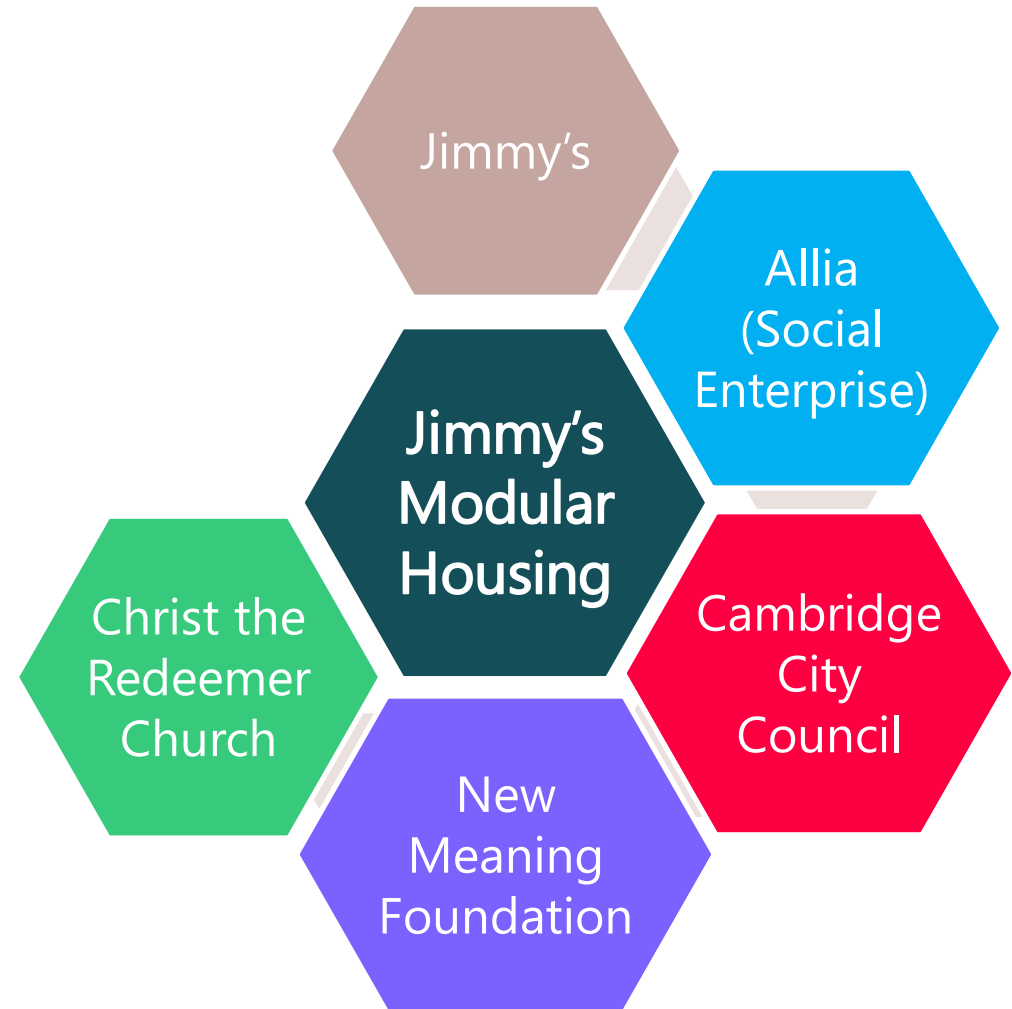 Jimmy’s
Allia
(Social
Enterprise)
Jimmy’s
Modular
Housing
Cambridge
City
Council
Christ the
Redeemer
Church
New
Meaning
Foundation